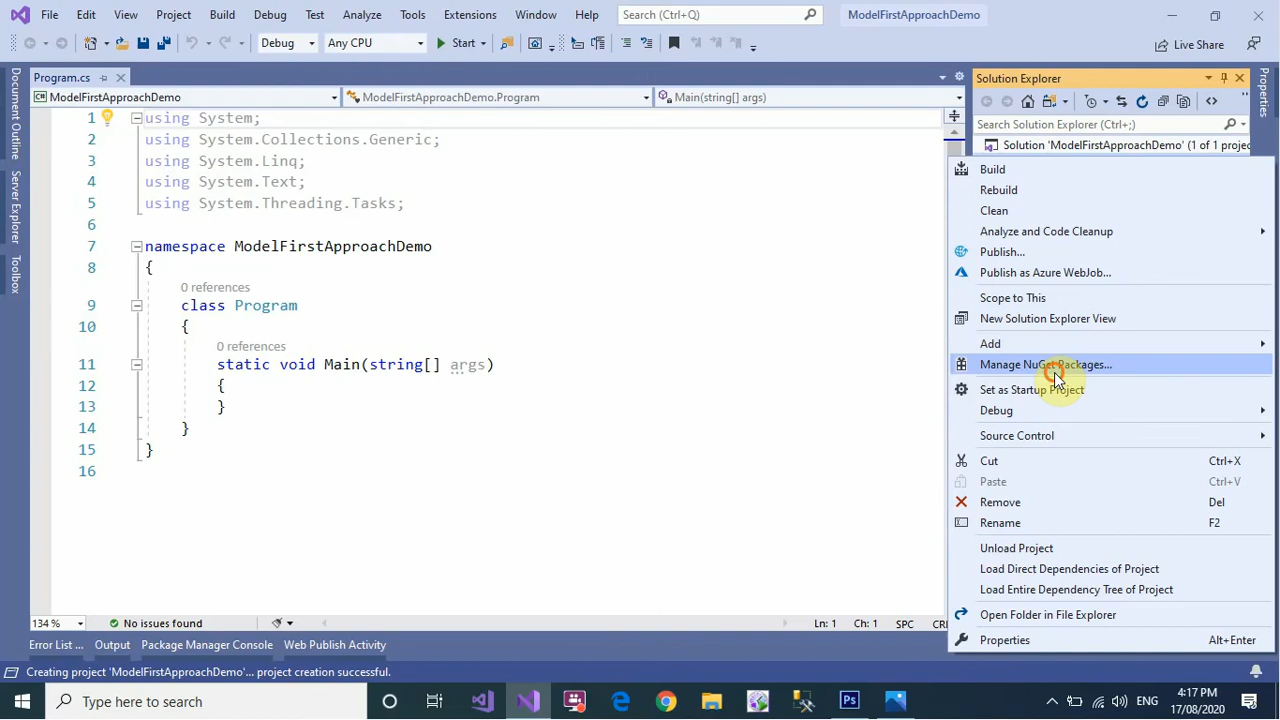 File Edit View Project Build Debug Test Analyze Tools Extensions Window Help Search (Ctrl+Q) ModelFirstApproachDemo
Debug Any CPU Start Live Share
Document Outline
Server Explorer
Toolbox
Program.cs
ModelFirstApproachDemo ModelFirstApproachDemo.Program Main(string[] args)
1 using System;
2 using System.Collections.Generic;
3 using System.Linq;
4 using System.Text;
5 using System.Threading.Tasks;
6
7 namespace ModelFirstApproachDemo
8 {
0 references
9 class Program
10 {
0 references
11 static void Main(string[] args)
12 {
13 }
14 }
15 }
16
134 % No issues found Ln: 1 Ch: 1 SPC
Solution Explorer
Search Solution Explorer (Ctrl+;)
Solution 'ModelFirstApproachDemo' (1 of 1 projec
Properties
Build
Rebuild
Clean
Analyze and Code Cleanup
Publish...
Publish as Azure WebJob...
Scope to This
New Solution Explorer View
Add
Manage NuGet Packages...
Set as Startup Project
Debug
Source Control
Cut Ctrl+X
Paste Ctrl+V
Remove Del
Rename F2
Unload Project
Load Direct Dependencies of Project
Load Entire Dependency Tree of Project
Open Folder in File Explorer
Properties Alt+Enter
Error List ... Output Package Manager Console Web Publish Activity
Creating project 'ModelFirstApproachDemo'... project creation successful.
Type here to search
Ps
ENG
4:17 PM
17/08/2020